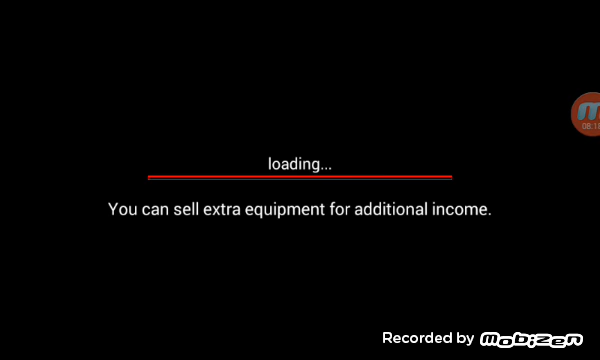 loading...
You can sell extra equipment for additional income.
Recorded by Mobizen